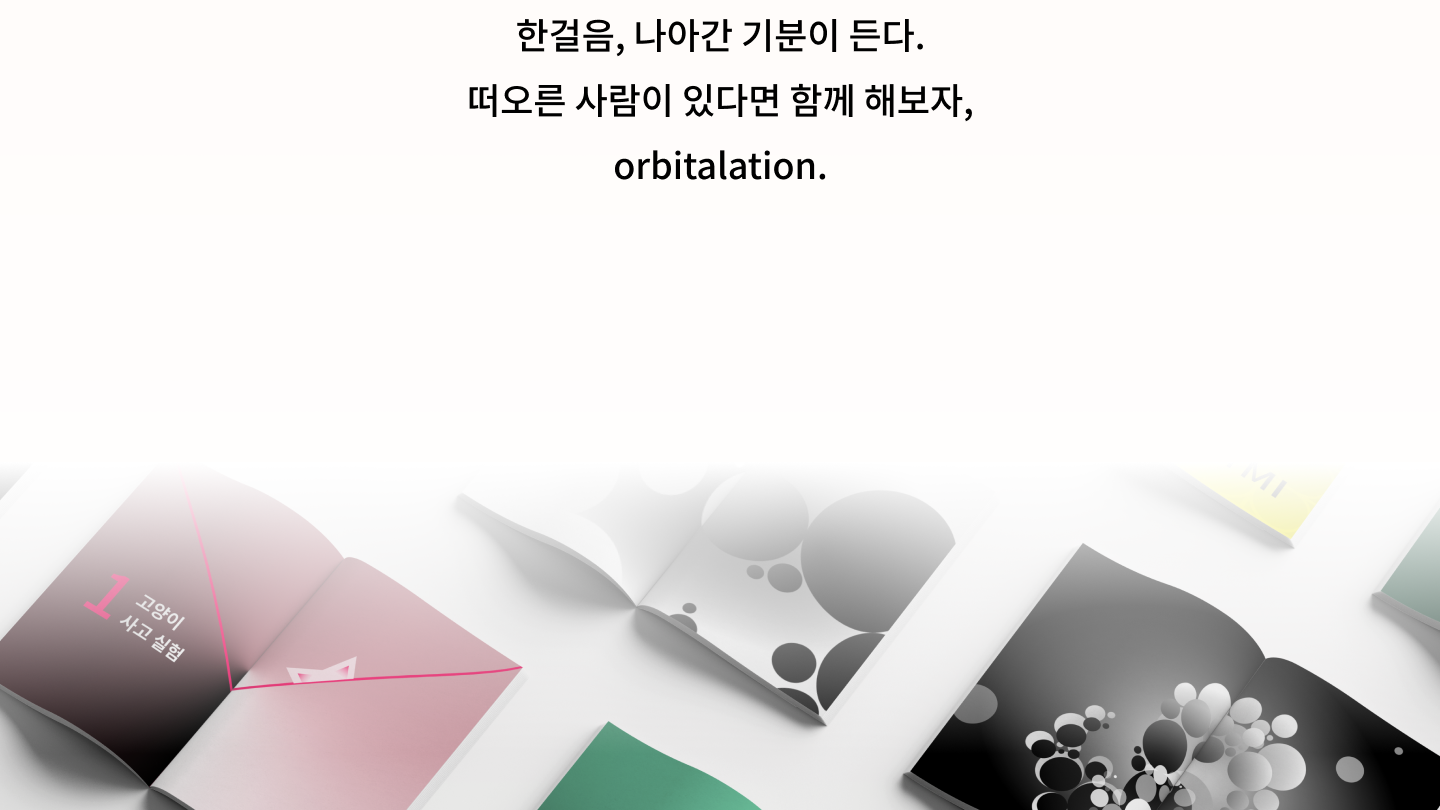 한걸음, 나아간 기분이 든다.
떠오른 사람이 있다면 함께 해보자,
orbitalation.
1
고양이
사고 실험